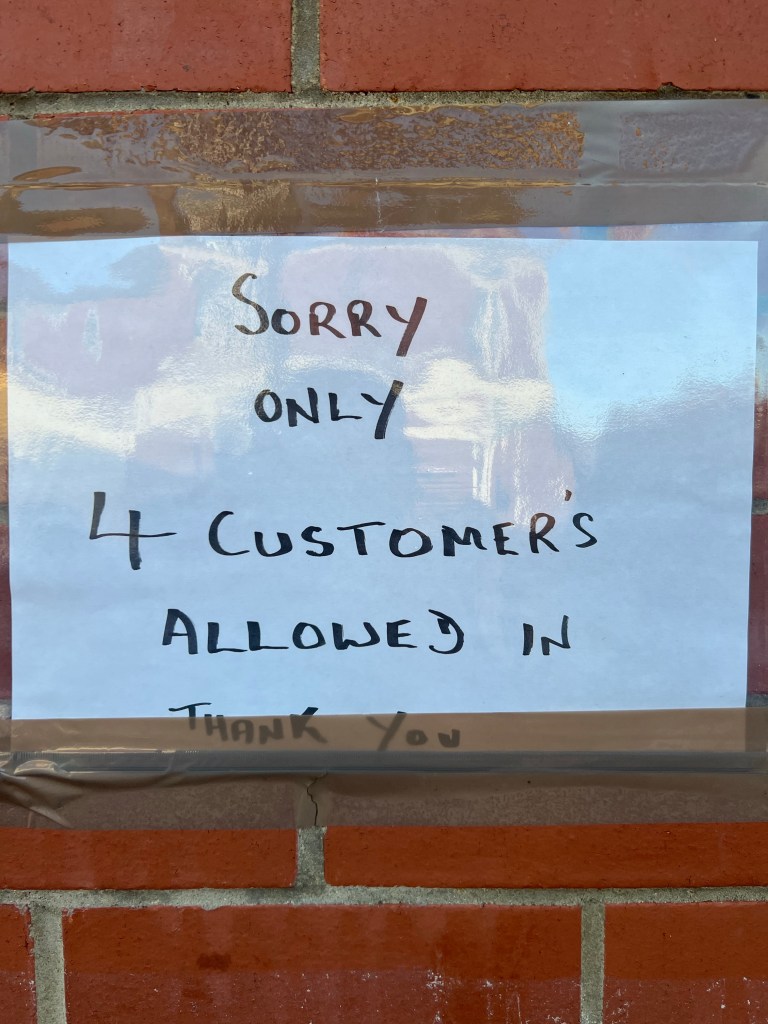 SORRY
ONLY
4 CUSTOMER'S
ALLOWED IN
THANK YOU